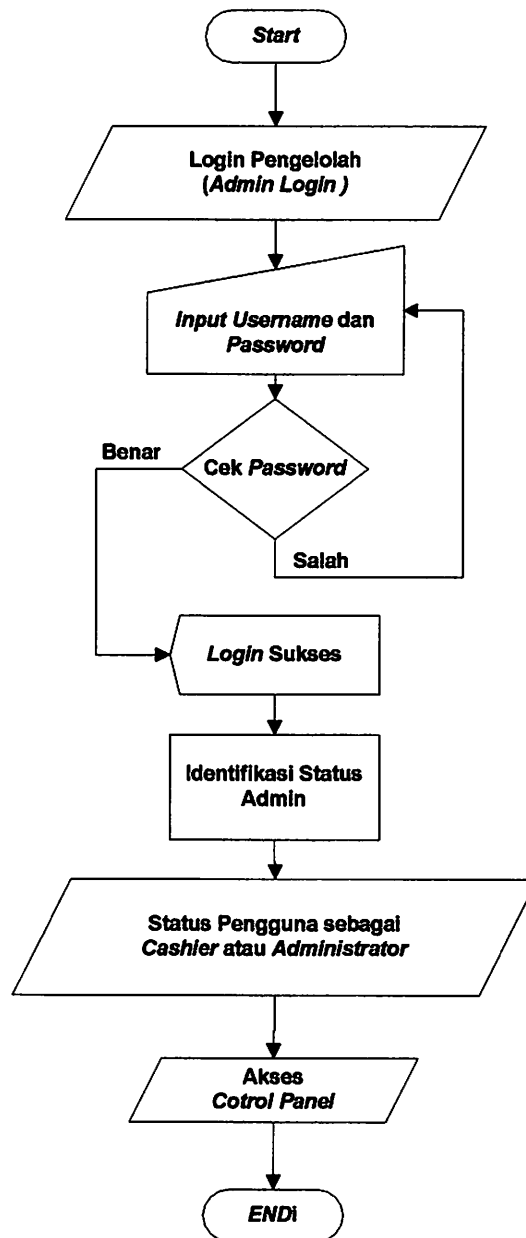 Start
Login Pengelolah
(Admin Login )
Input Username dan
Password
Benar
Cek Password
Salah
Login Sukses
Identifikasi Status
Admin
Status Pengguna sebagai
Cashier atau Administrator
Akses
Cotrol Panel
ENDi